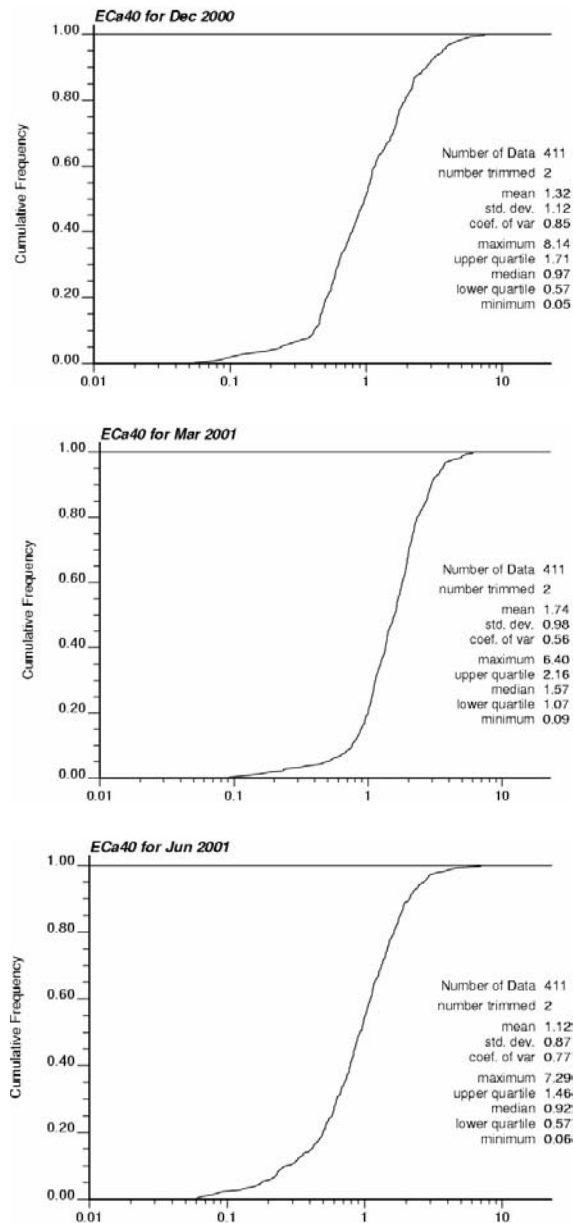 ECa40 for Dec 2000
Cumulative Frequency
1.00
0.80
0.60
0.40
0.20
0.00
0.01 0.1 1 10
Number of Data 411
number trimmed 2
mean 1.32
std. dev. 1.12
coef. of var 0.85
maximum 8.14
upper quartile 1.71
median 0.97
lower quartile 0.57
minimum 0.05
ECa40 for Mar 2001
Cumulative Frequency
1.00
0.80
0.60
0.40
0.20
0.00
0.01 0.1 1 10
Number of Data 411
number trimmed 2
mean 1.74
std. dev. 0.98
coef. of var 0.56
maximum 6.40
upper quartile 2.16
median 1.57
lower quartile 1.07
minimum 0.09
ECa40 for Jun 2001
Cumulative Frequency
1.00
0.80
0.60
0.40
0.20
0.00
0.01 0.1 1 10
Number of Data 411
number trimmed 2
mean
std. dev. 0.87
coef. of var 0.77
maximum
upper quartile
median
lower quartile 0.57
minimum